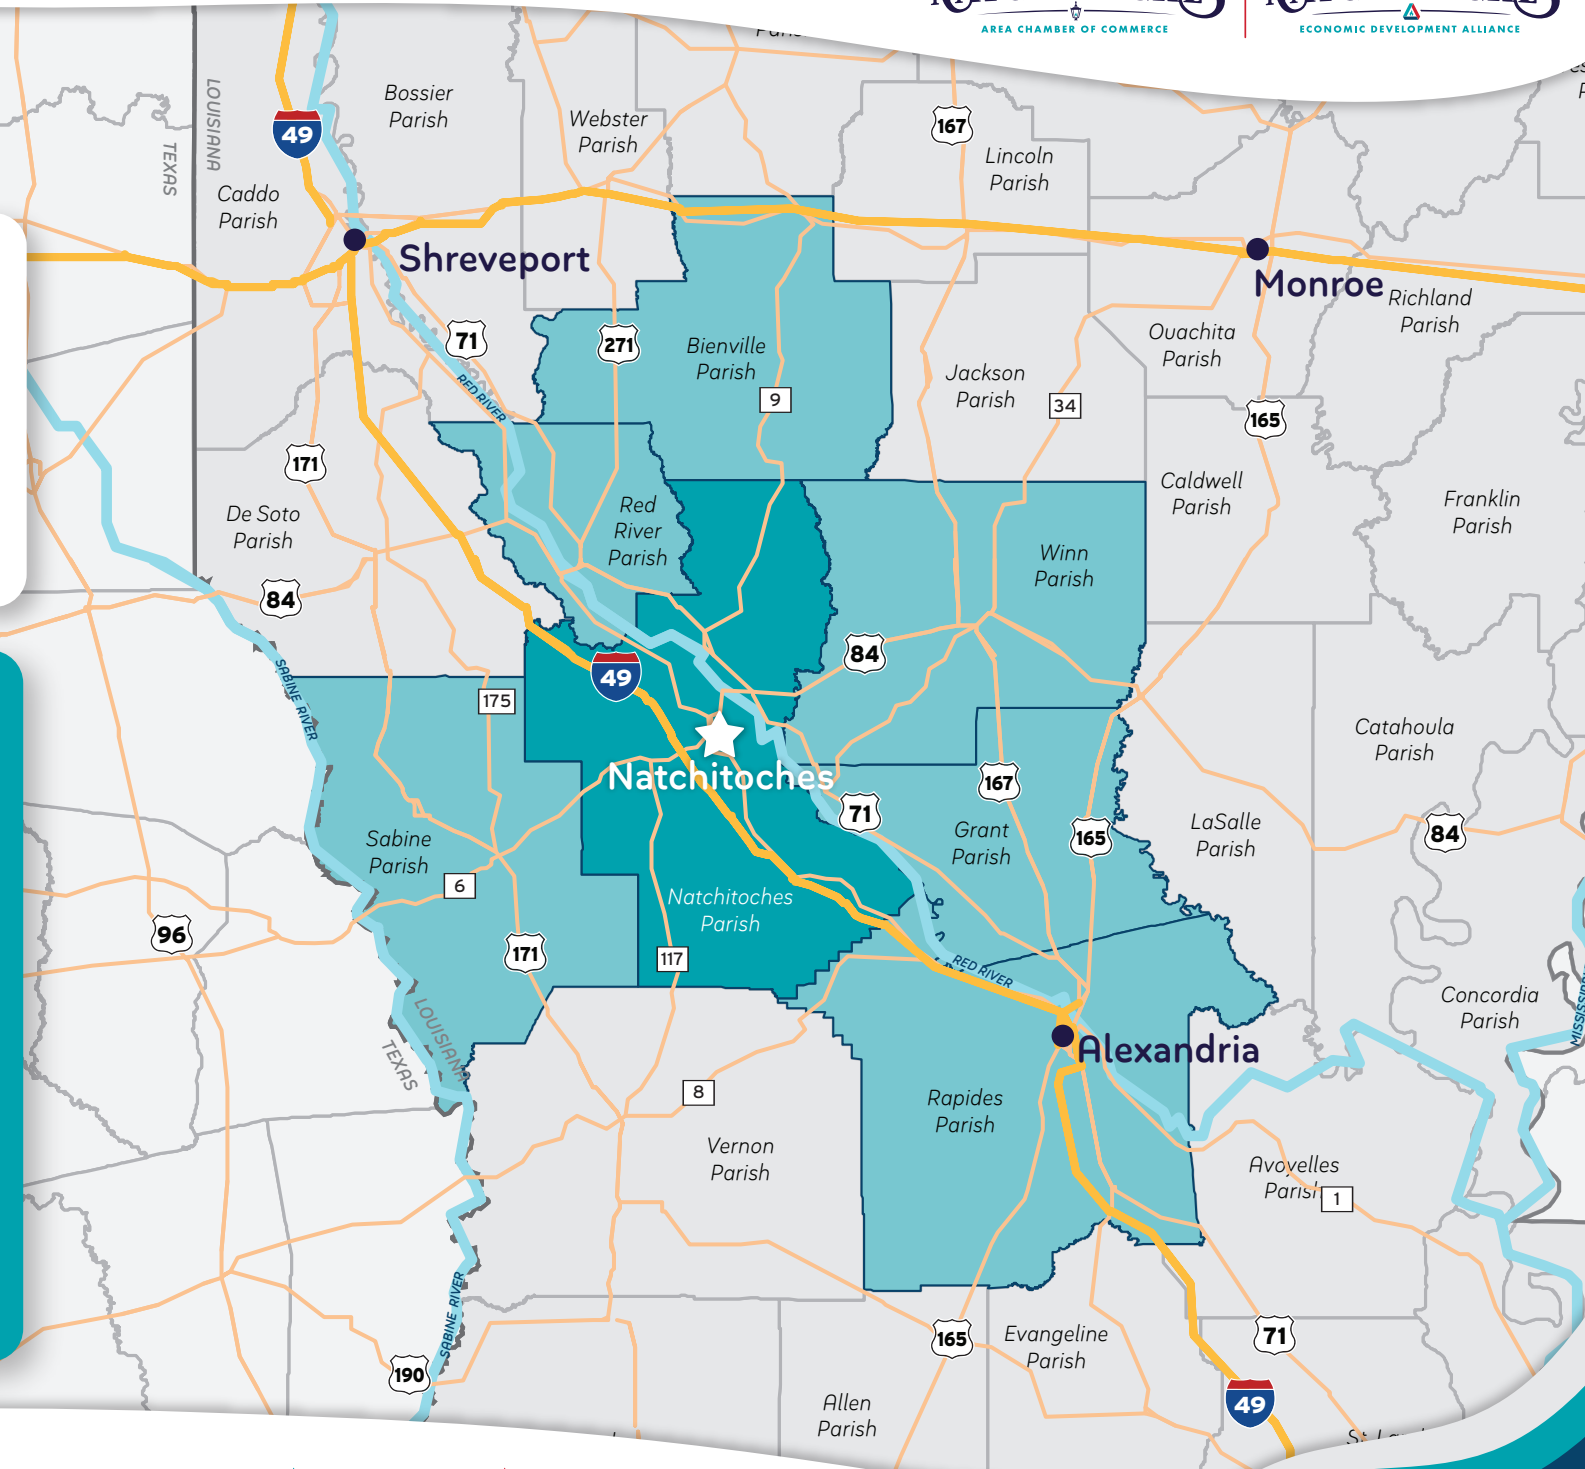 AREA CHAMBER OF COMMERCE
ECONOMIC DEVELOPMENT ALLIANCE
LOUISIANA
TEXAS
49
Bossier
Parish
Webster
Parish
167
Lincoln
Parish
Caddo
Parish
Shreveport
Monroe
Richland
Parish
71
271
Bienville
Parish
Ouachita
Parish
RED RIVER
9
Jackson
Parish
34
165
171
De Soto
Parish
Red
River
Parish
Caldwell
Parish
Franklin
Parish
Winn
Parish
84
84
SABINE RIVER
49
175
Natchitoches
167
71
Catahoula
Parish
Sabine
Parish
6
Grant
Parish
165
LaSalle
Parish
84
Natchitoches
Parish
96
171
117
RED RIVER
Concordia
Parish
LOUISIANA
TEXAS
Alexandria
8
Rapides
Parish
Vernon
Parish
Avoyelles
Parish
1
SABINE RIVER
190
165
Evangeline
Parish
71
49
Allen
Parish